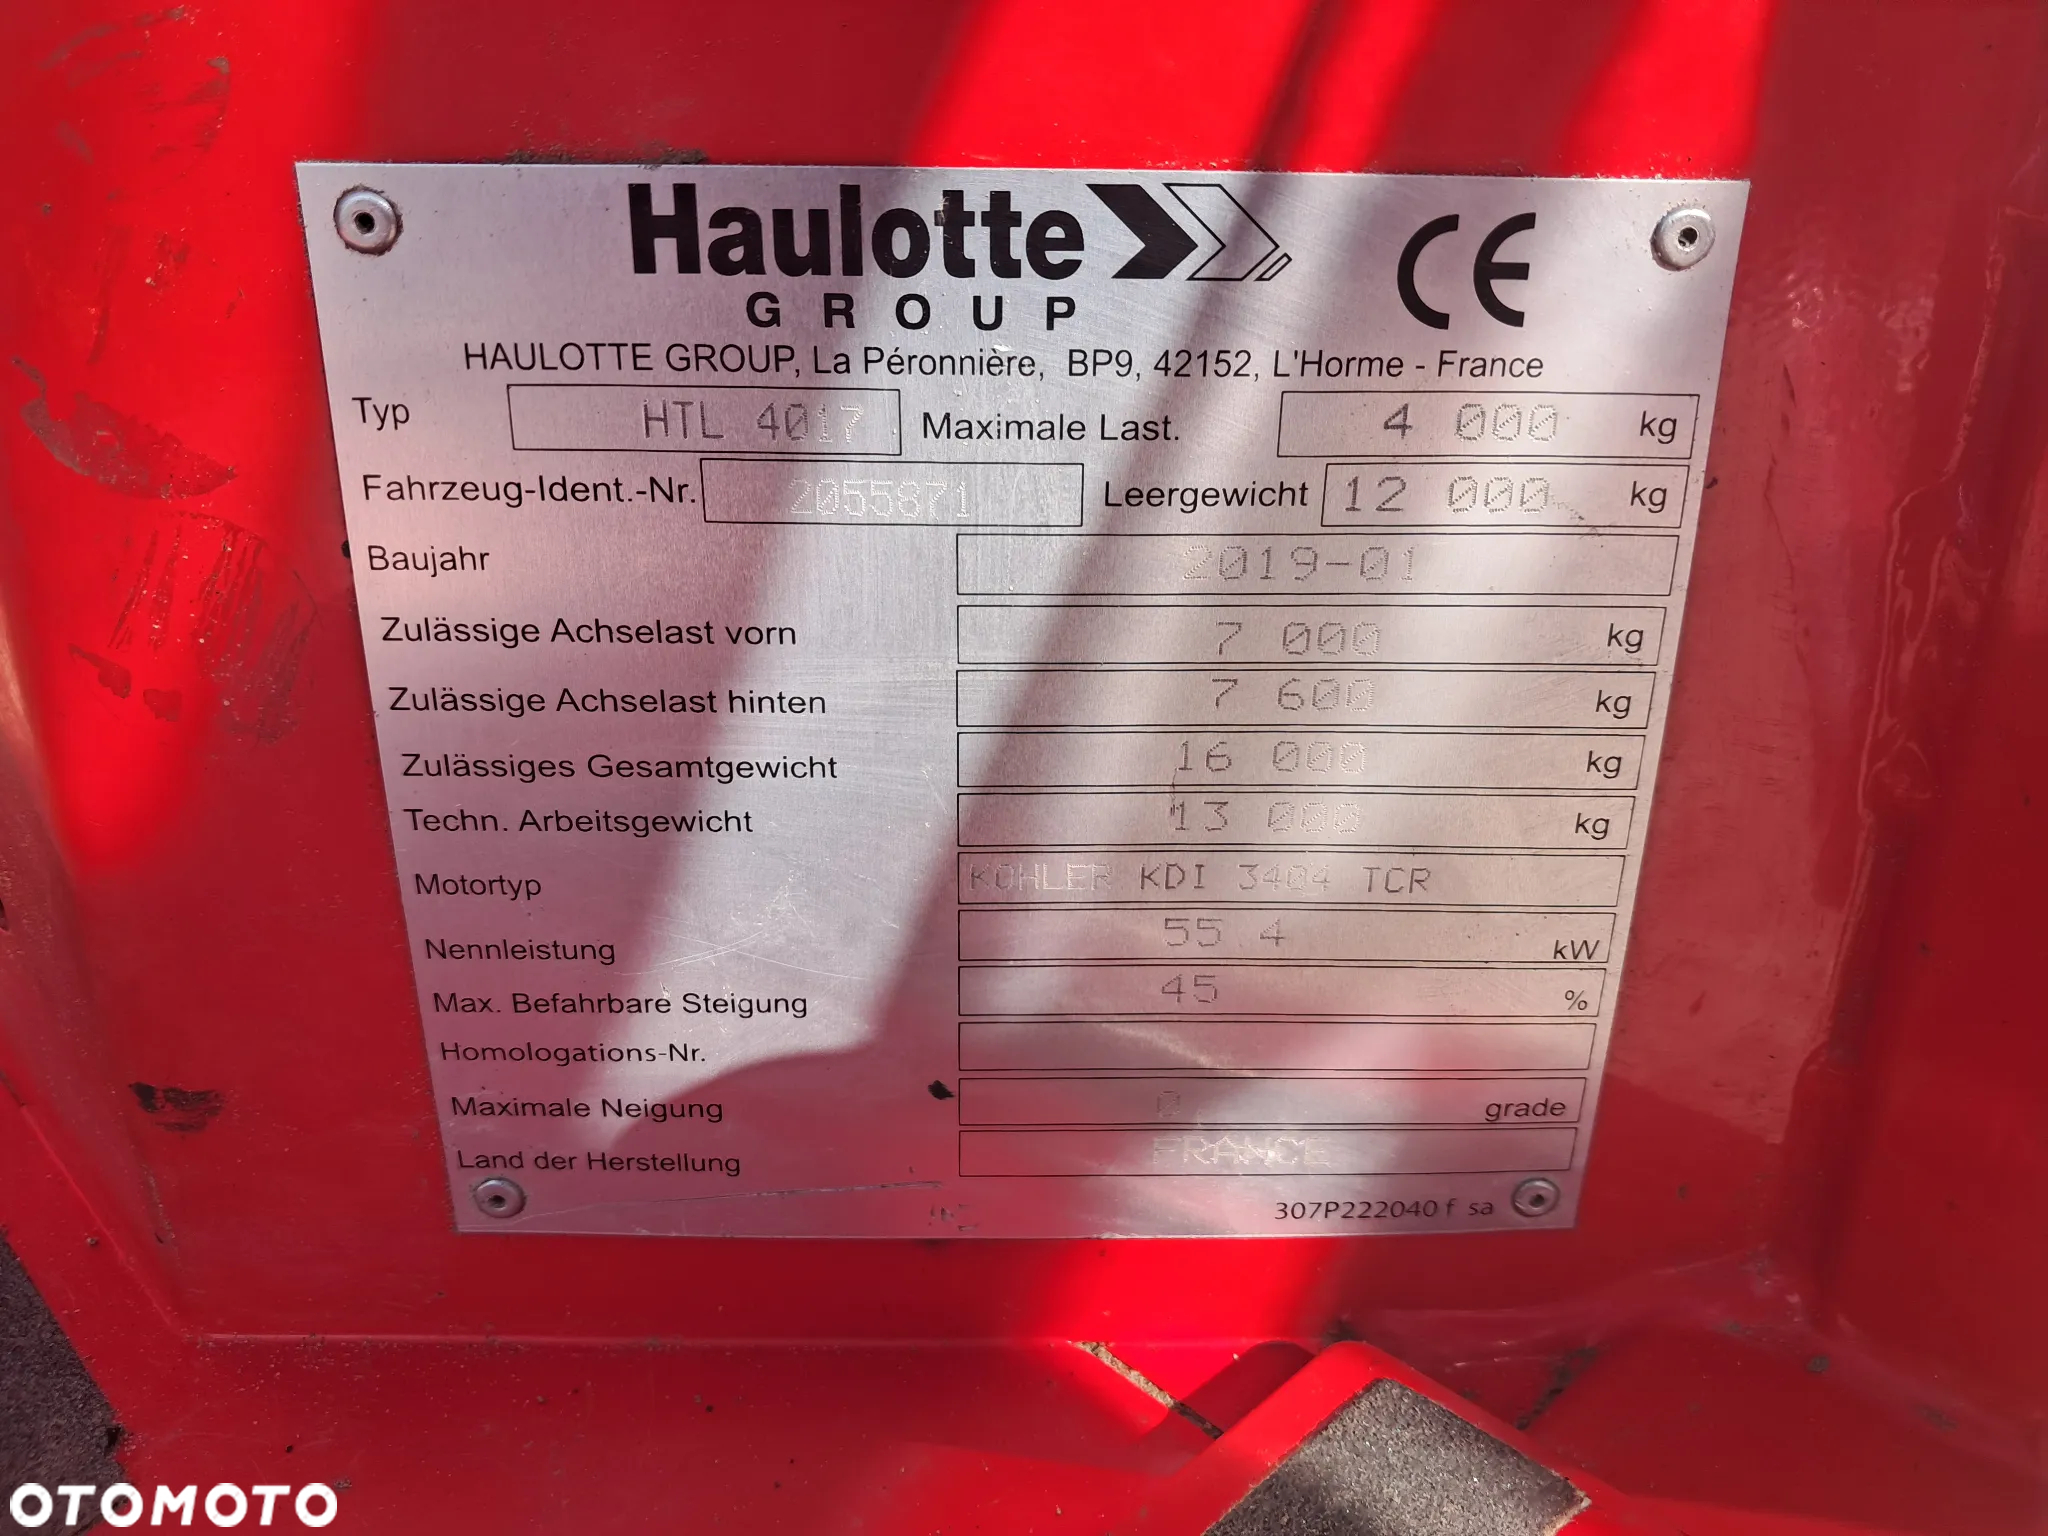 Haulotte
GROUP
CE
HAULOTTE GROUP, La Péronnière, BP9, 42152, L'Horme - France
Typ HTL 4017 Maximale Last. 4 000 kg
Fahrzeug-Ident.-Nr. 2055871 Leergewicht 12 000 kg
Baujahr 2019-01
Zulässige Achselast vorn 7 000 kg
Zulässige Achselast hinten 7 600 kg
Zulässiges Gesamtgewicht 16 000 kg
Techn. Arbeitsgewicht 13 000 kg
Motortyp KOHLER KDI 3404 TCR
Nennleistung 55 4 kW
Max. Befahrbare Steigung 45 %
Homologations-Nr.
Maximale Neigung 0 grade
Land der Herstellung FRANCE
307P222040 f sa
OTOMOTO